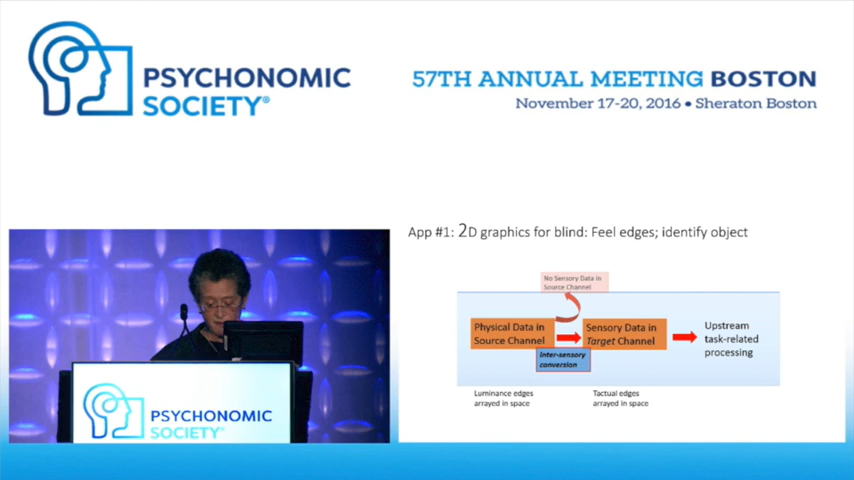 PSYCHONOMIC
SOCIETY®
57TH ANNUAL MEETING BOSTON
November 17-20, 2016 • Sheraton Boston
App #1: 2D graphics for blind: Feel edges; identify object
No Sensory Data in
Source Channel
Physical Data in
Source Channel
Sensory Data in
Target Channel
Upstream
task-related
processing
Inter-sensory
conversion
Luminance edges
arrayed in space
Tactual edges
arrayed in space
PSYCHONOMIC
SOCIETY®